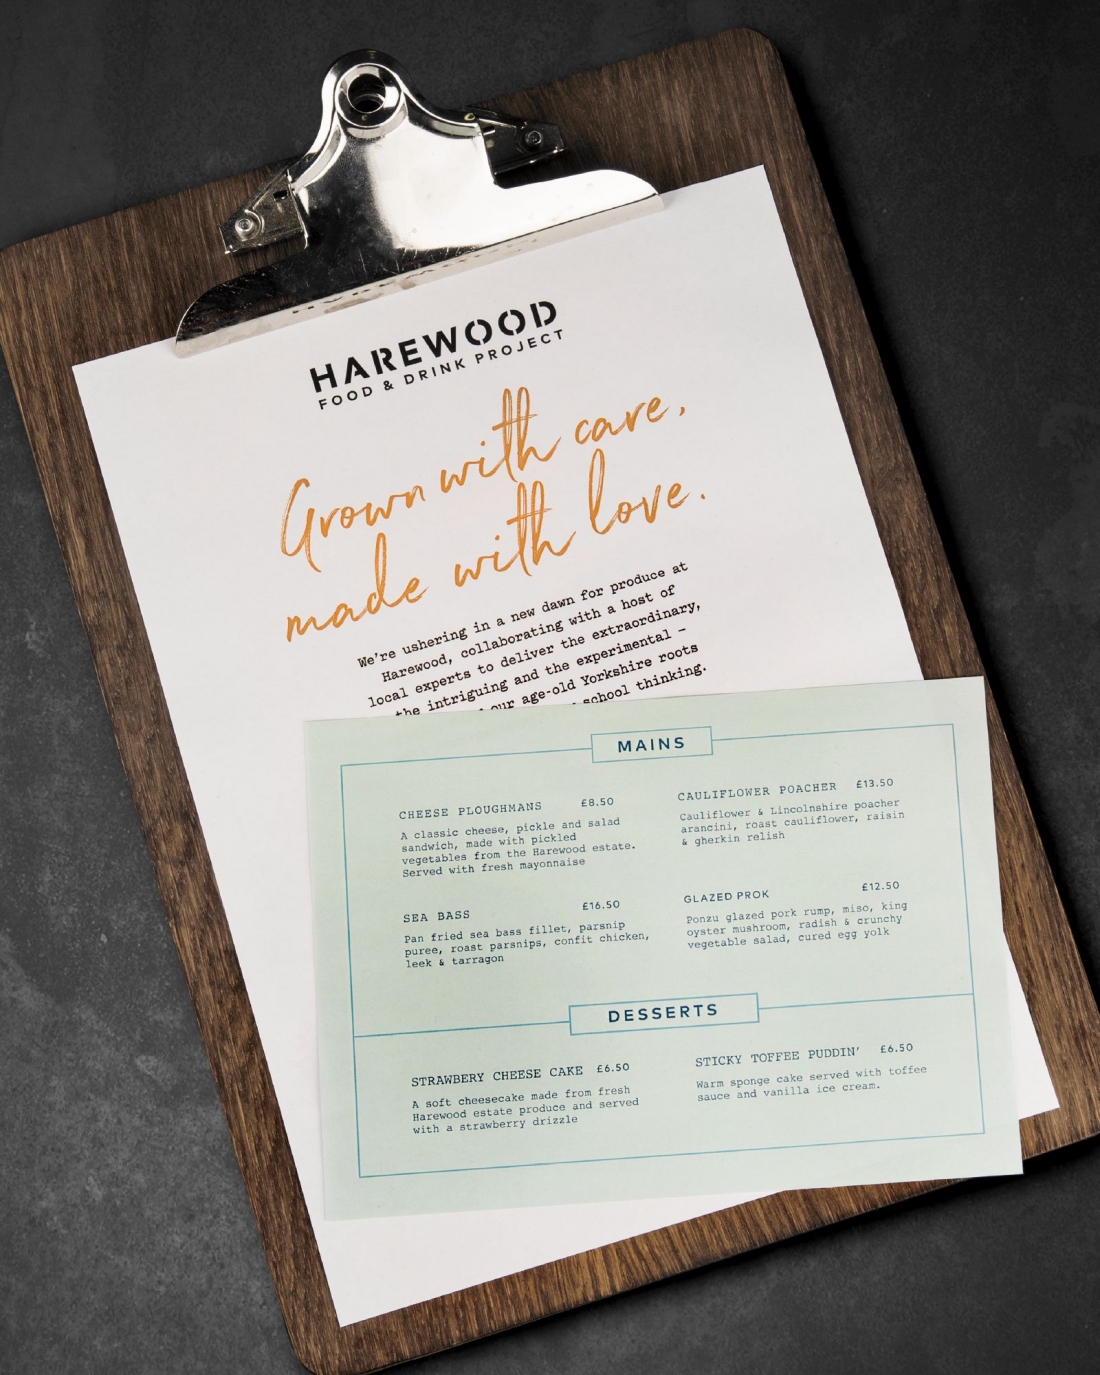 HAREWOOD
FOOD & DRINK PROJECT
Grown with care,
made with love.
We're ushering in a new dawn for produce at
Harewood, collaborating with a host of
local experts to deliver the extraordinary,
the intriguing and the experimental –
our age-old Yorkshire roots
school thinking.
MAINS
CHEESE PLOUGHMANS £8.50
A classic cheese, pickle and salad
sandwich, made with pickled
vegetables from the Harewood estate.
Served with fresh mayonnaise
CAULIFLOWER POACHER £13.50
Cauliflower & Lincolnshire poacher
arancini, roast cauliflower, raisin
& gherkin relish
SEA BASS £16.50
Pan fried sea bass fillet, parsnip
puree, roast parsnips, confit chicken,
leek & tarragon
GLAZED PROK £12.50
Ponzu glazed pork rump, miso, king
oyster mushroom, radish & crunchy
vegetable salad, cured egg yolk
DESSERTS
STRAWBERY CHEESE CAKE £6.50
A soft cheesecake made from fresh
Harewood estate produce and served
with a strawberry drizzle
STICKY TOFFEE PUDDIN' £6.50
Warm sponge cake served with toffee
sauce and vanilla ice cream.